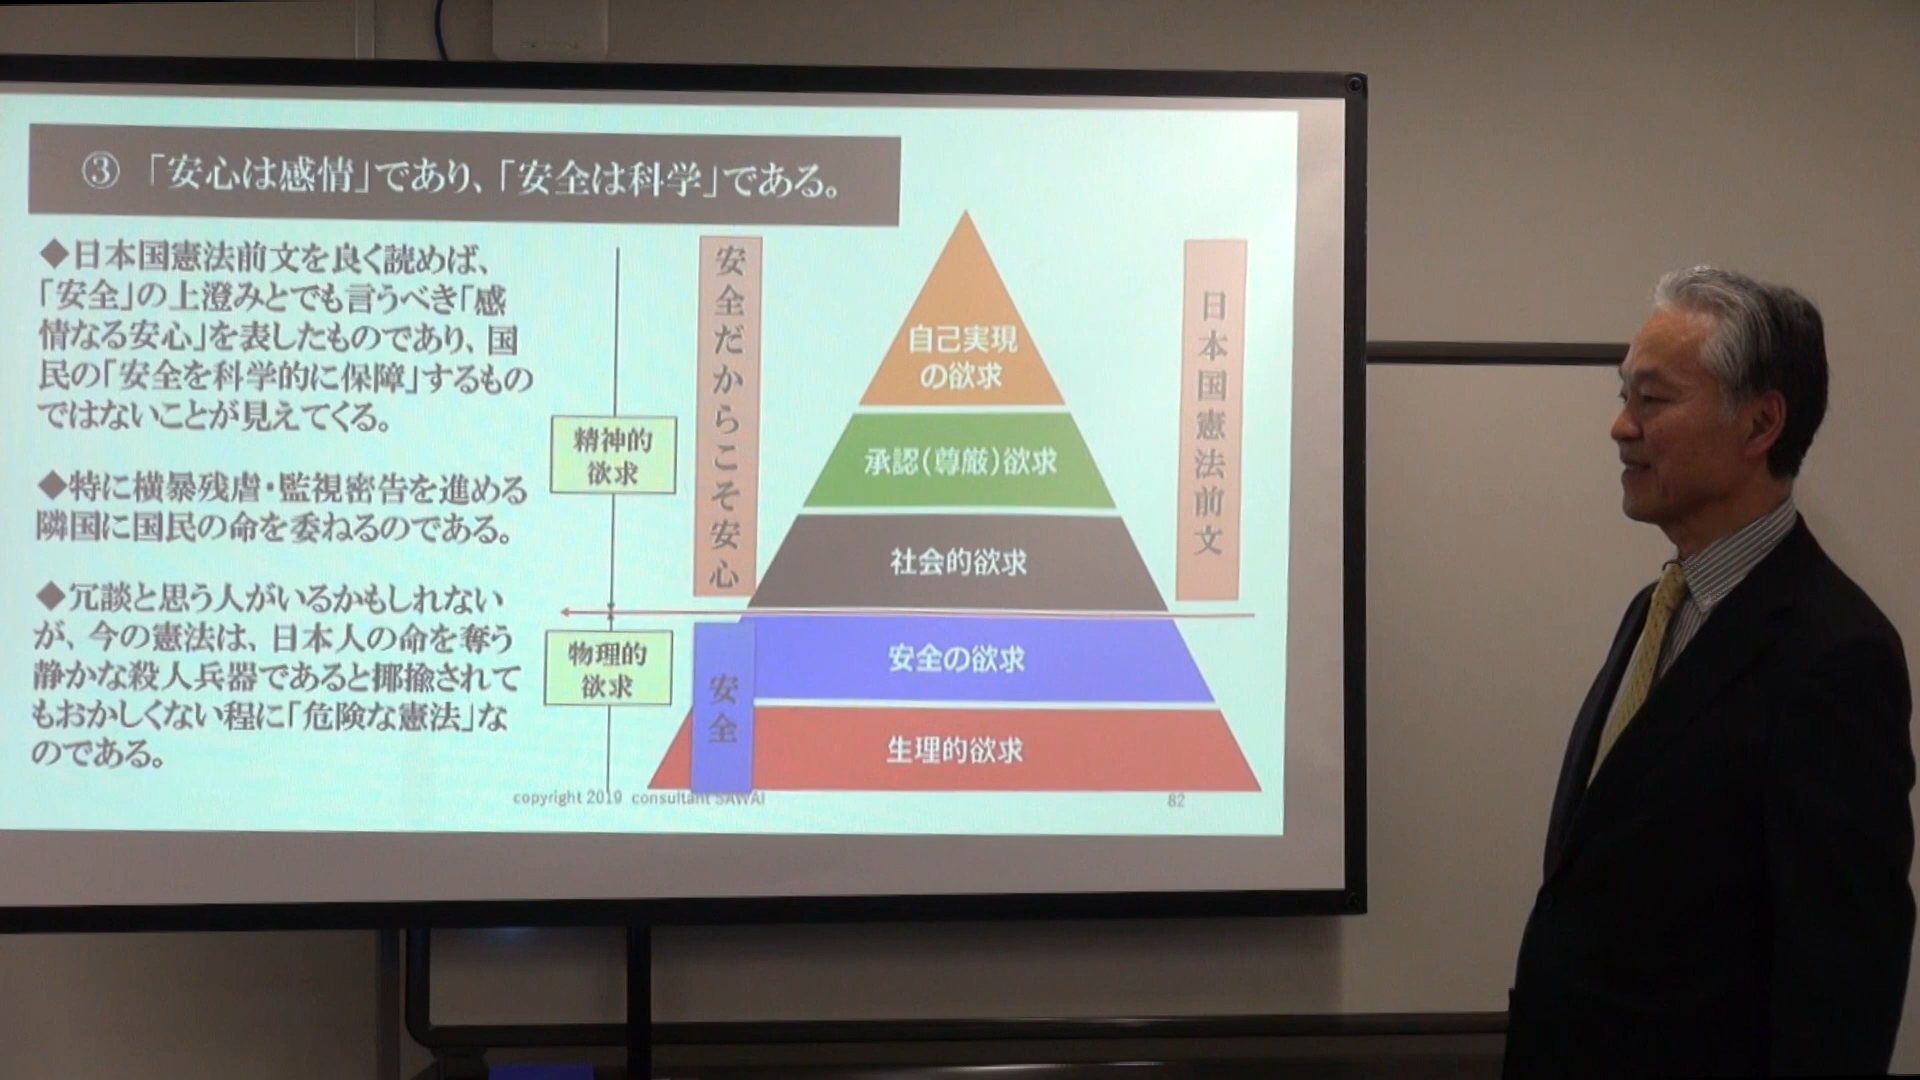 ③ 「安心は感情」であり、「安全は科学」である。
◆日本国憲法前文を良く読めば、
「安全」の上澄みとでも言うべき「感
情なる安心」を表したものであり、国
民の「安全を科学的に保障」するもの
ではないことが見えてくる。
◆特に横暴残虐・監視密告を進める
隣国に国民の命を委ねるのである。
◆冗談と思う人がいるかもしれない
が、今の憲法は、日本人の命を奪う
静かな殺人兵器であると揶揄されて
もおかしくない程に「危険な憲法」な
のである。
精神的
欲求
物理的
欲求
安全だからこそ安心
安全
自己実現
の欲求
承認(尊厳)欲求
社会的欲求
安全の欲求
生理的欲求
日本国憲法前文
copyright 2019 consultant SAWAI
82